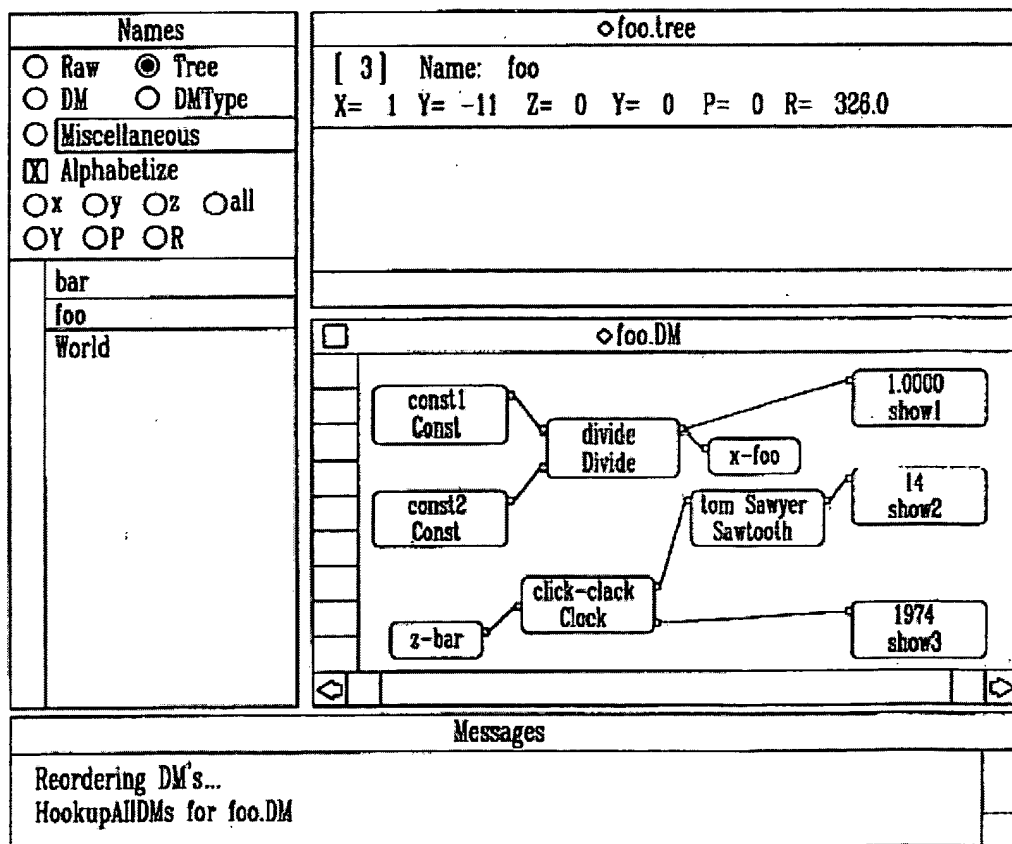 Names
Raw Tree
DM DMType
Miscellaneous
[X] Alphabetize
x y z all
Y P R
bar
foo
World
foo.tree
[ 3] Name: foo
X= 1 Y= -11 Z= 0 Y= 0 P= 0 R= 326.0
foo.DM
const1
Const
divide
Divide
1.0000
show1
x-foo
const2
Const
tom Sawyer
Sawtooth
14
show2
click-clack
Clock
z-bar
1974
show3
Messages
Reordering DM's...
HookupAllDMs for foo.DM